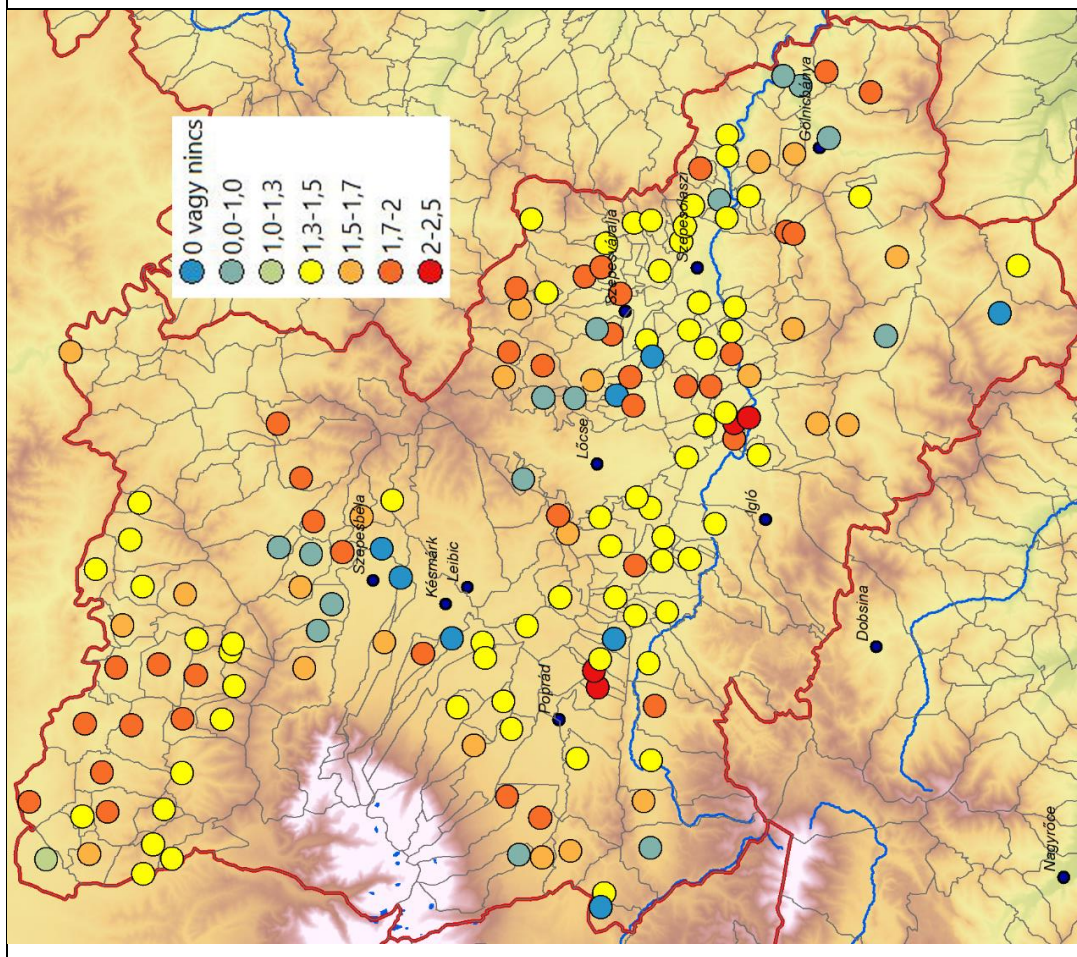 0 vagy nincs
0,0-1,0
1,0-1,3
1,3-1,5
1,5-1,7
1,7-2
2-2,5
Szepesbéla
Késmárk
Leibic
Poprád
Lőcse
Szepesváralja
Szepesolaszi
Igló
Gölnicbánya
Dobsina
Nagyrőce